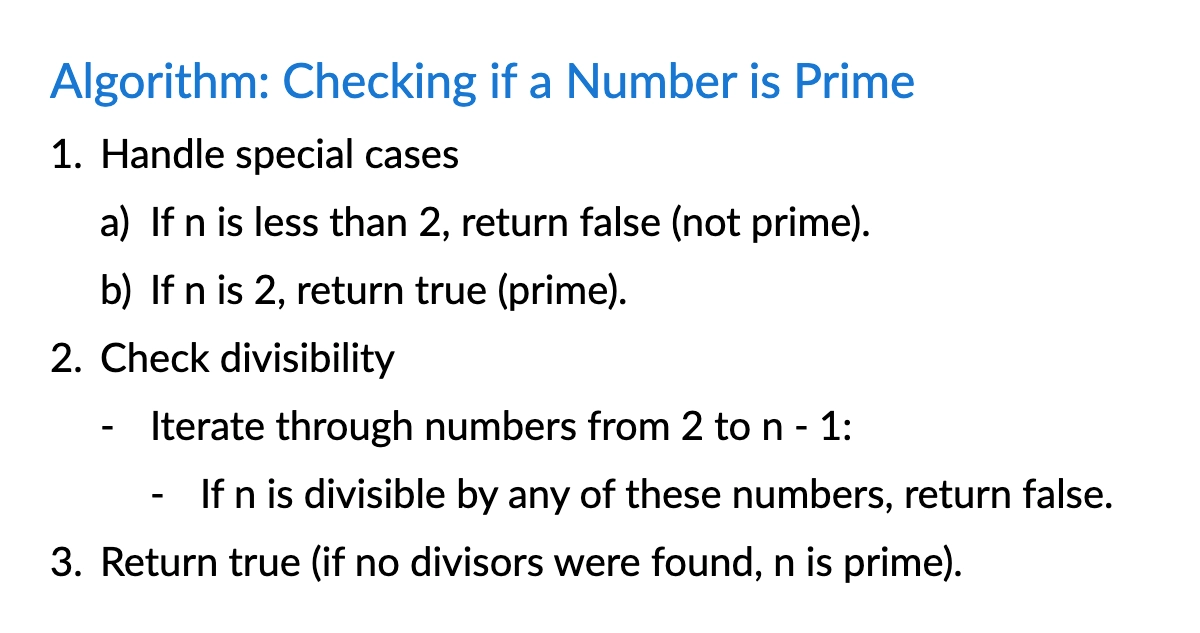 Algorithm: Checking if a Number is Prime
1. Handle special cases
a) If n is less than 2, return false (not prime).
b) If n is 2, return true (prime).
2. Check divisibility
- Iterate through numbers from 2 to n - 1:
- If n is divisible by any of these numbers, return false.
3. Return true (if no divisors were found, n is prime).